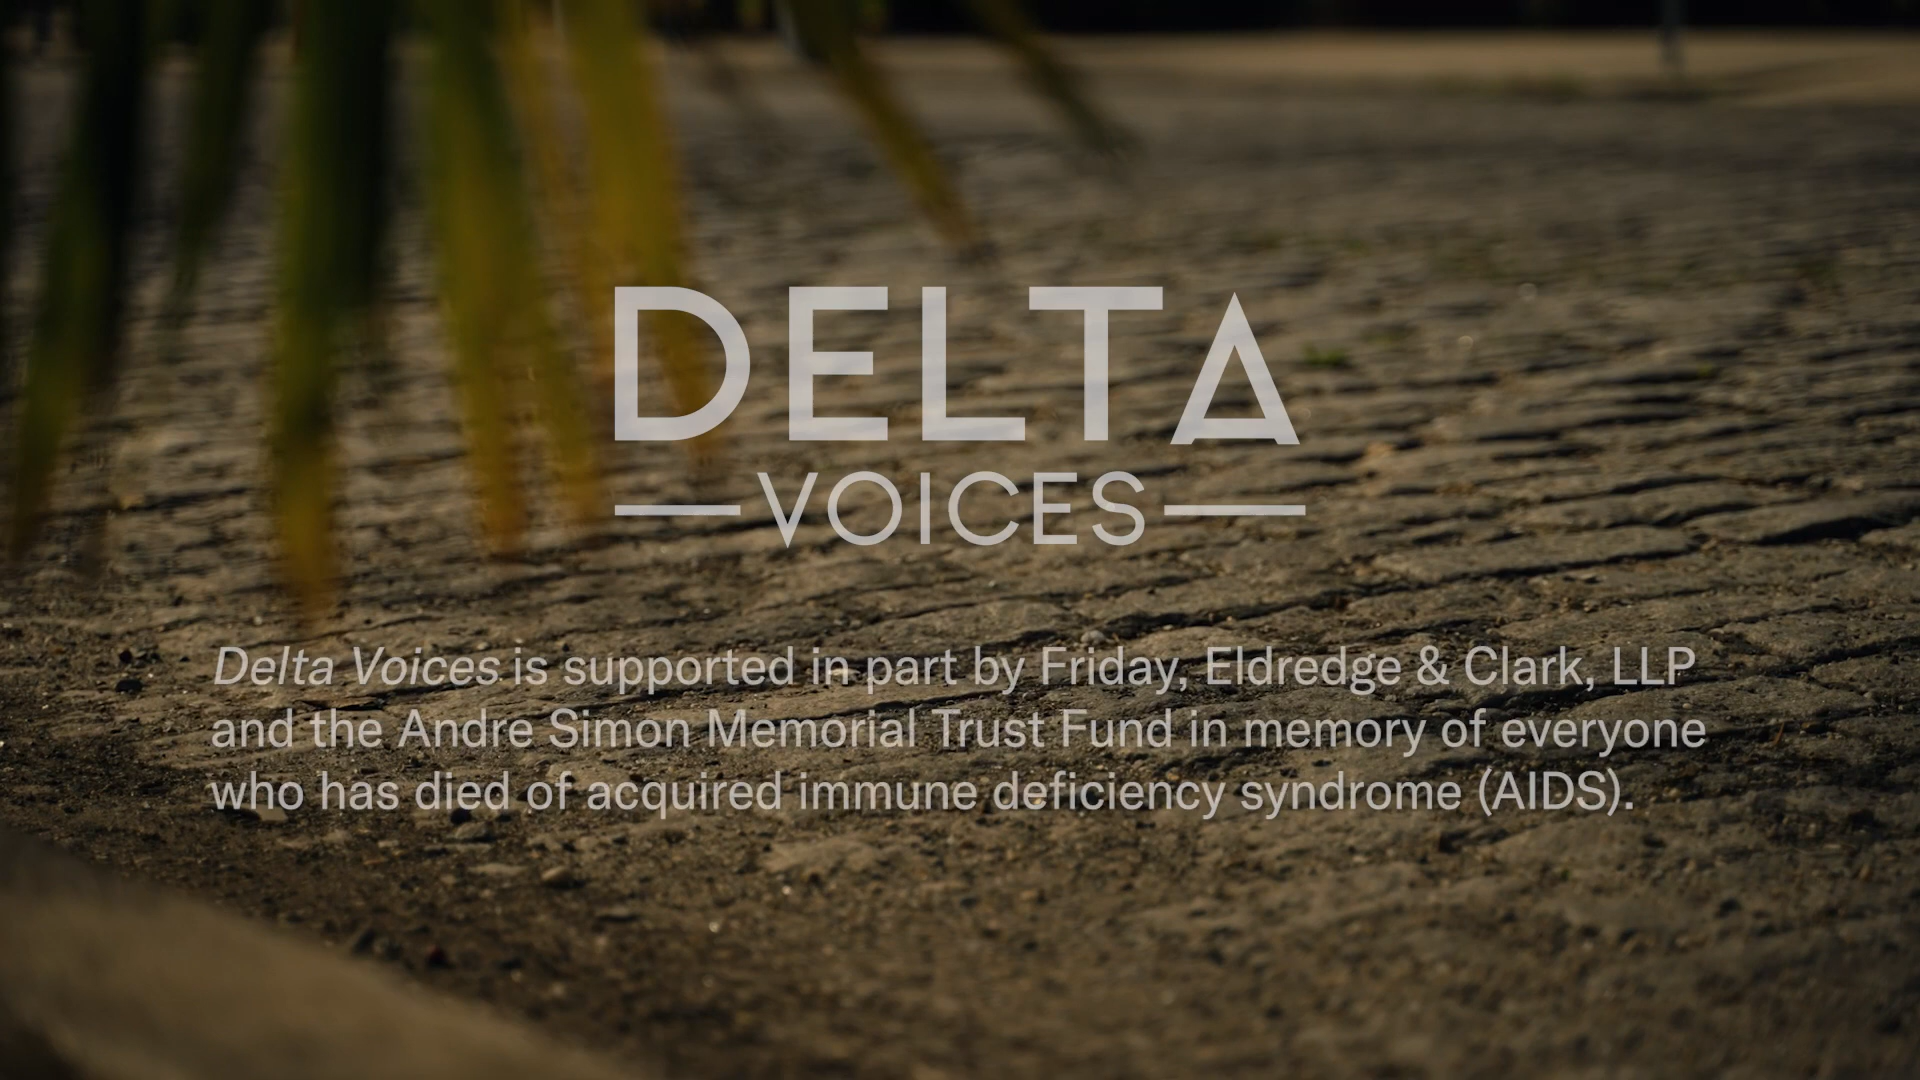 DELTA
VOICES
Delta Voices is supported in part by Friday, Eldredge & Clark, LLP
and the Andre Simon Memorial Trust Fund in memory of everyone
who has died of acquired immune deficiency syndrome (AIDS).